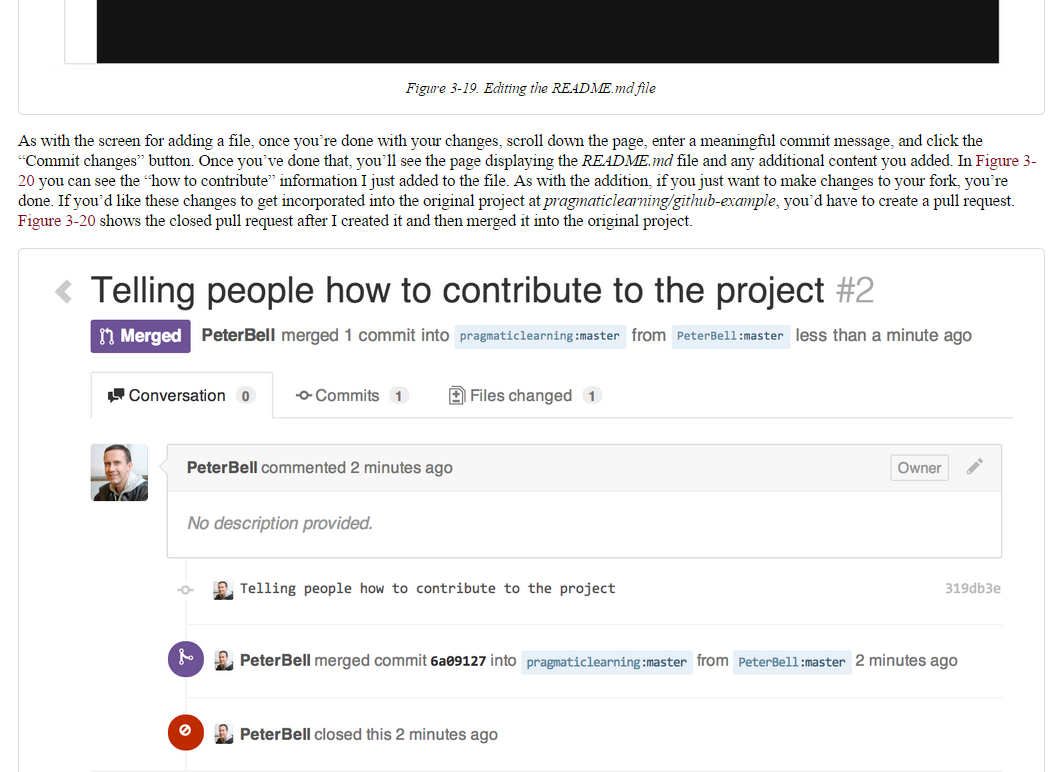 Figure 3-19. Editing the README.md file
As with the screen for adding a file, once you’re done with your changes, scroll down the page, enter a meaningful commit message, and click the
“Commit changes” button. Once you’ve done that, you’ll see the page displaying the README.md file and any additional content you added. In Figure 3-
20 you can see the “how to contribute” information I just added to the file. As with the addition, if you just want to make changes to your fork, you’re
done. If you’d like these changes to get incorporated into the original project at pragmaticlearning/github-example, you’d have to create a pull request.
Figure 3-20 shows the closed pull request after I created it and then merged it into the original project.
Telling people how to contribute to the project #2
Merged PeterBell merged 1 commit into pragmaticlearning:master from PeterBell:master less than a minute ago
Conversation 0 Commits 1 Files changed 1
PeterBell commented 2 minutes ago Owner
No description provided.
Telling people how to contribute to the project 319db3e
PeterBell merged commit 6a09127 into pragmaticlearning:master from PeterBell:master 2 minutes ago
PeterBell closed this 2 minutes ago